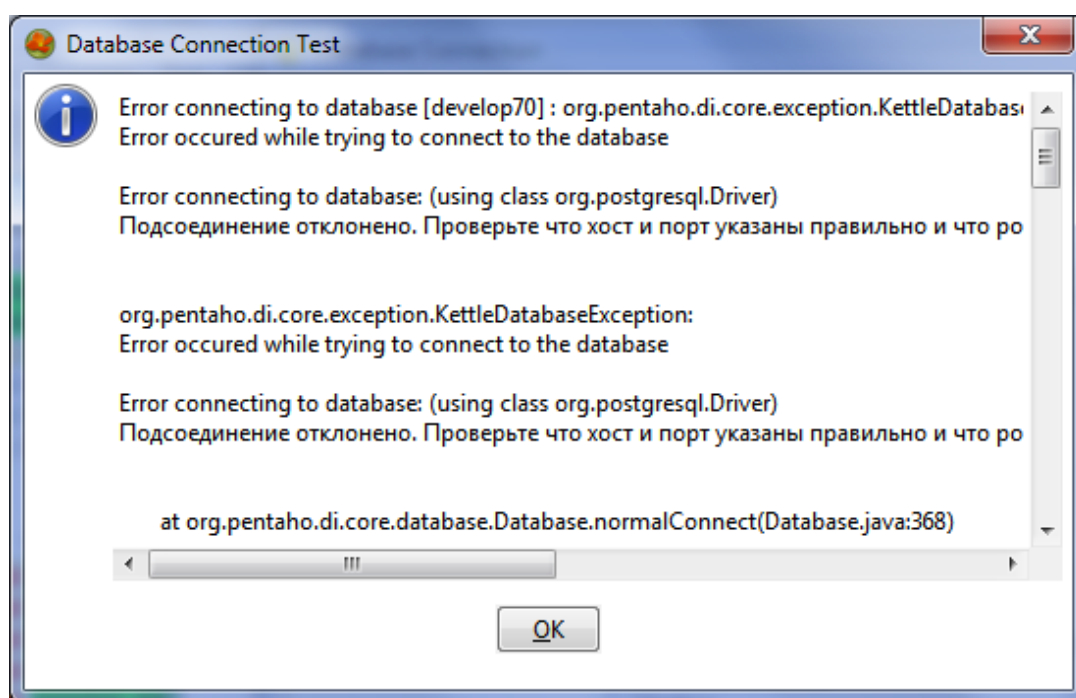 Database Connection Test
Error connecting to database [develop70] : org.pentaho.di.core.exception.KettleDatabase
Error occured while trying to connect to the database
Error connecting to database: (using class org.postgresql.Driver)
Подсоединение отклонено. Проверьте что хост и порт указаны правильно и что ро
org.pentaho.di.core.exception.KettleDatabaseException:
Error occured while trying to connect to the database
Error connecting to database: (using class org.postgresql.Driver)
Подсоединение отклонено. Проверьте что хост и порт указаны правильно и что ро
at org.pentaho.di.core.database.Database.normalConnect(Database.java:368)
OK